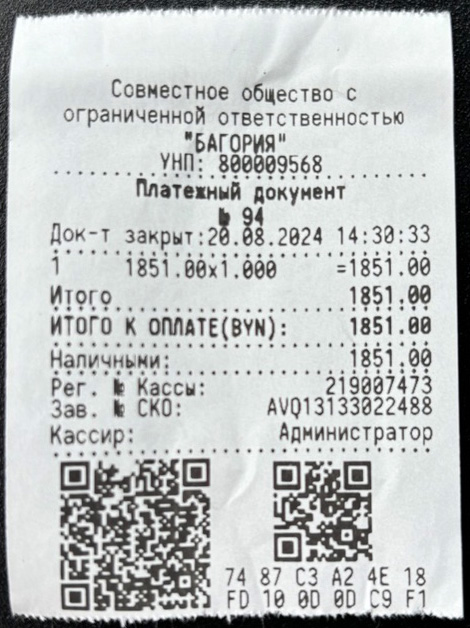 Совместное общество с
ограниченной ответственностью
"БАГОРИЯ"
УНП: 800009568
Платежный документ
№ 94
Док-т закрыт:20.08.2024 14:30:33
1 1851.00x1.000 =1851.00
Итого 1851.00
ИТОГО К ОПЛАТЕ(BYN): 1851.00
Наличными: 1851.00
Рег. № Кассы: 219007473
Зав. № СКО: AVQ13133022488
Кассир: Администратор
74 87 C3 A2 4E 18
FD 10 0D 0D C9 F1